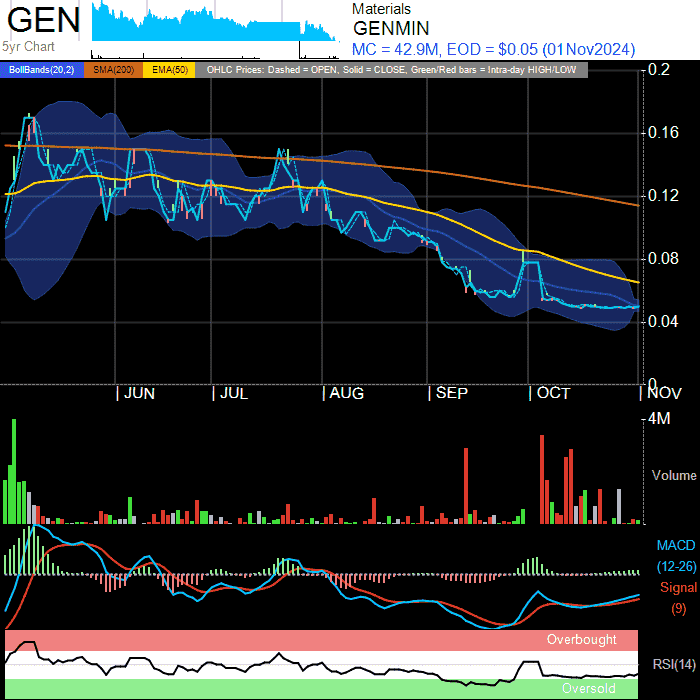 GEN
5yr Chart
Materials
GENMIN
MC = 42.9M, EOD = $0.05 (01Nov2024)
BollBands(20,2) SMA(200) EMA(50) OHLC Prices: Dashed = OPEN, Solid = CLOSE, Green/Red bars = Intra-day HIGH/LOW
0.2
0.16
0.12
0.08
0.04
0
JUN JUL AUG SEP OCT NOV
4M
Volume
MACD
(12-26)
Signal
(9)
Overbought
RSI(14)
Oversold